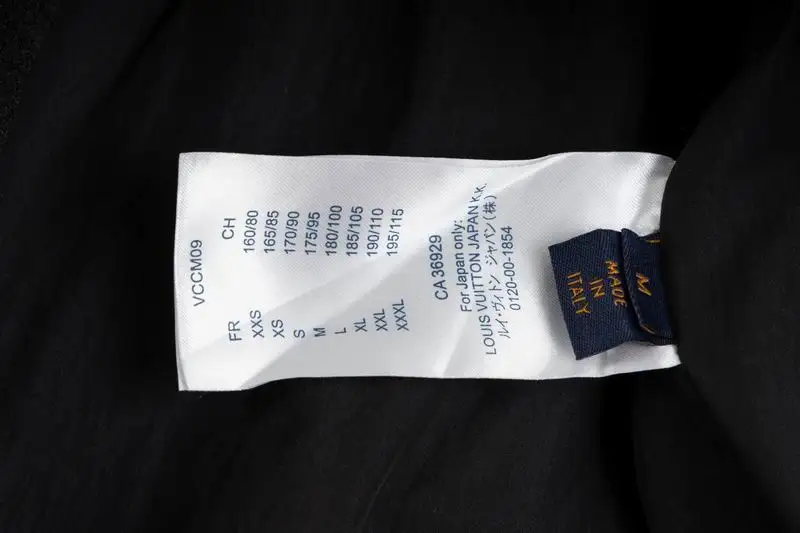 VCCM09
FR CH
XXS 160/80
XS 165/85
S 170/90
M 175/95
L 180/100
XL 185/105
XXL 190/110
XXXL 195/115
CA 36929
For Japan only:
LOUIS VUITTON JAPAN K.K.
ルイ・ヴィトン ジャパン(株)
0120-00-1854
M
MADE
IN
ITALY